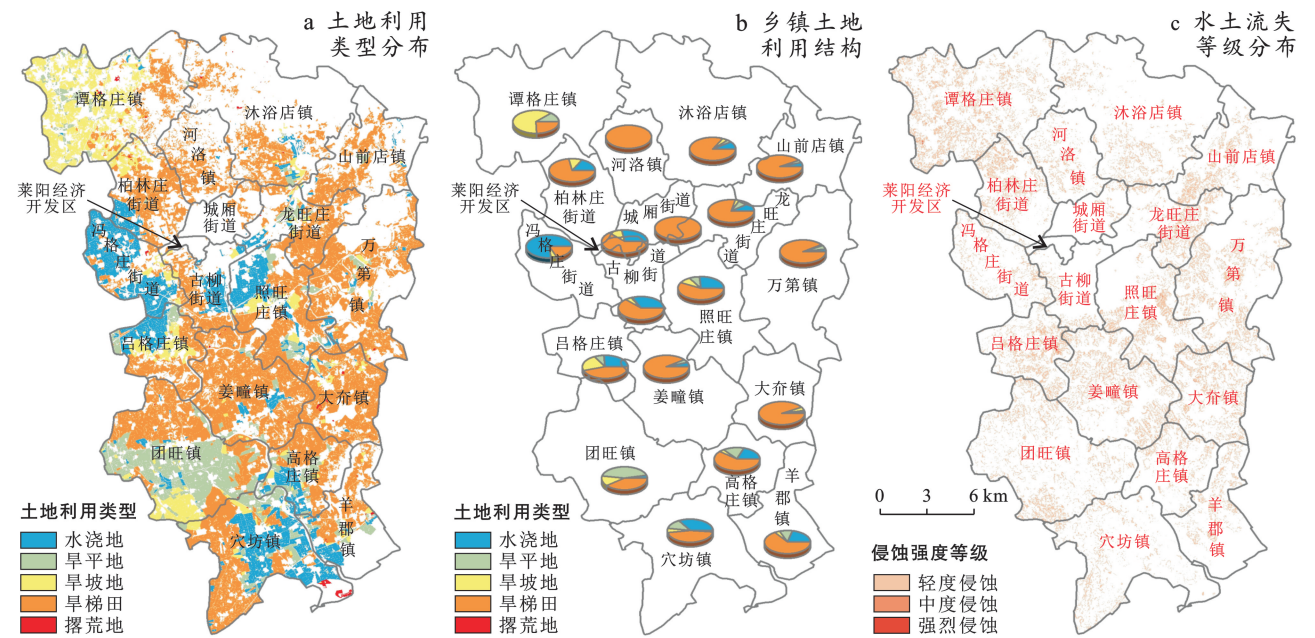 a 土地利用
类型分布
谭格庄镇
沐浴店镇
河洛镇
山前店镇
莱阳经济
开发区
柏林庄
街道
城厢
街道
龙旺庄
街道
冯格庄街道
万第镇
古柳
街道
照旺
庄镇
吕格庄镇
姜疃镇
大夼镇
团旺镇
高格
庄镇
羊郡镇
穴坊镇
土地利用类型
水浇地
旱平地
旱坡地
旱梯田
撂荒地
b 乡镇土地
利用结构
谭格庄镇
沐浴店镇
河洛镇
山前店镇
莱阳经济
开发区
柏林庄
街道
城厢街道
龙旺庄街道
冯格庄街道
古柳街道
万第镇
照旺
庄镇
吕格庄镇
姜疃镇
大夼镇
团旺镇
高格
庄镇
羊郡镇
穴坊镇
土地利用类型
水浇地
旱平地
旱坡地
旱梯田
撂荒地
c 水土流失
等级分布
谭格庄镇
沐浴店镇
河洛镇
山前店镇
莱阳经济
开发区
柏林庄
街道
城厢
街道
龙旺庄
街道
冯格庄街道
万第镇
古柳
街道
照旺
庄镇
吕格庄镇
姜疃镇
大夼镇
团旺镇
高格
庄镇
羊郡镇
穴坊镇
0 3 6 km
侵蚀强度等级
轻度侵蚀
中度侵蚀
强烈侵蚀